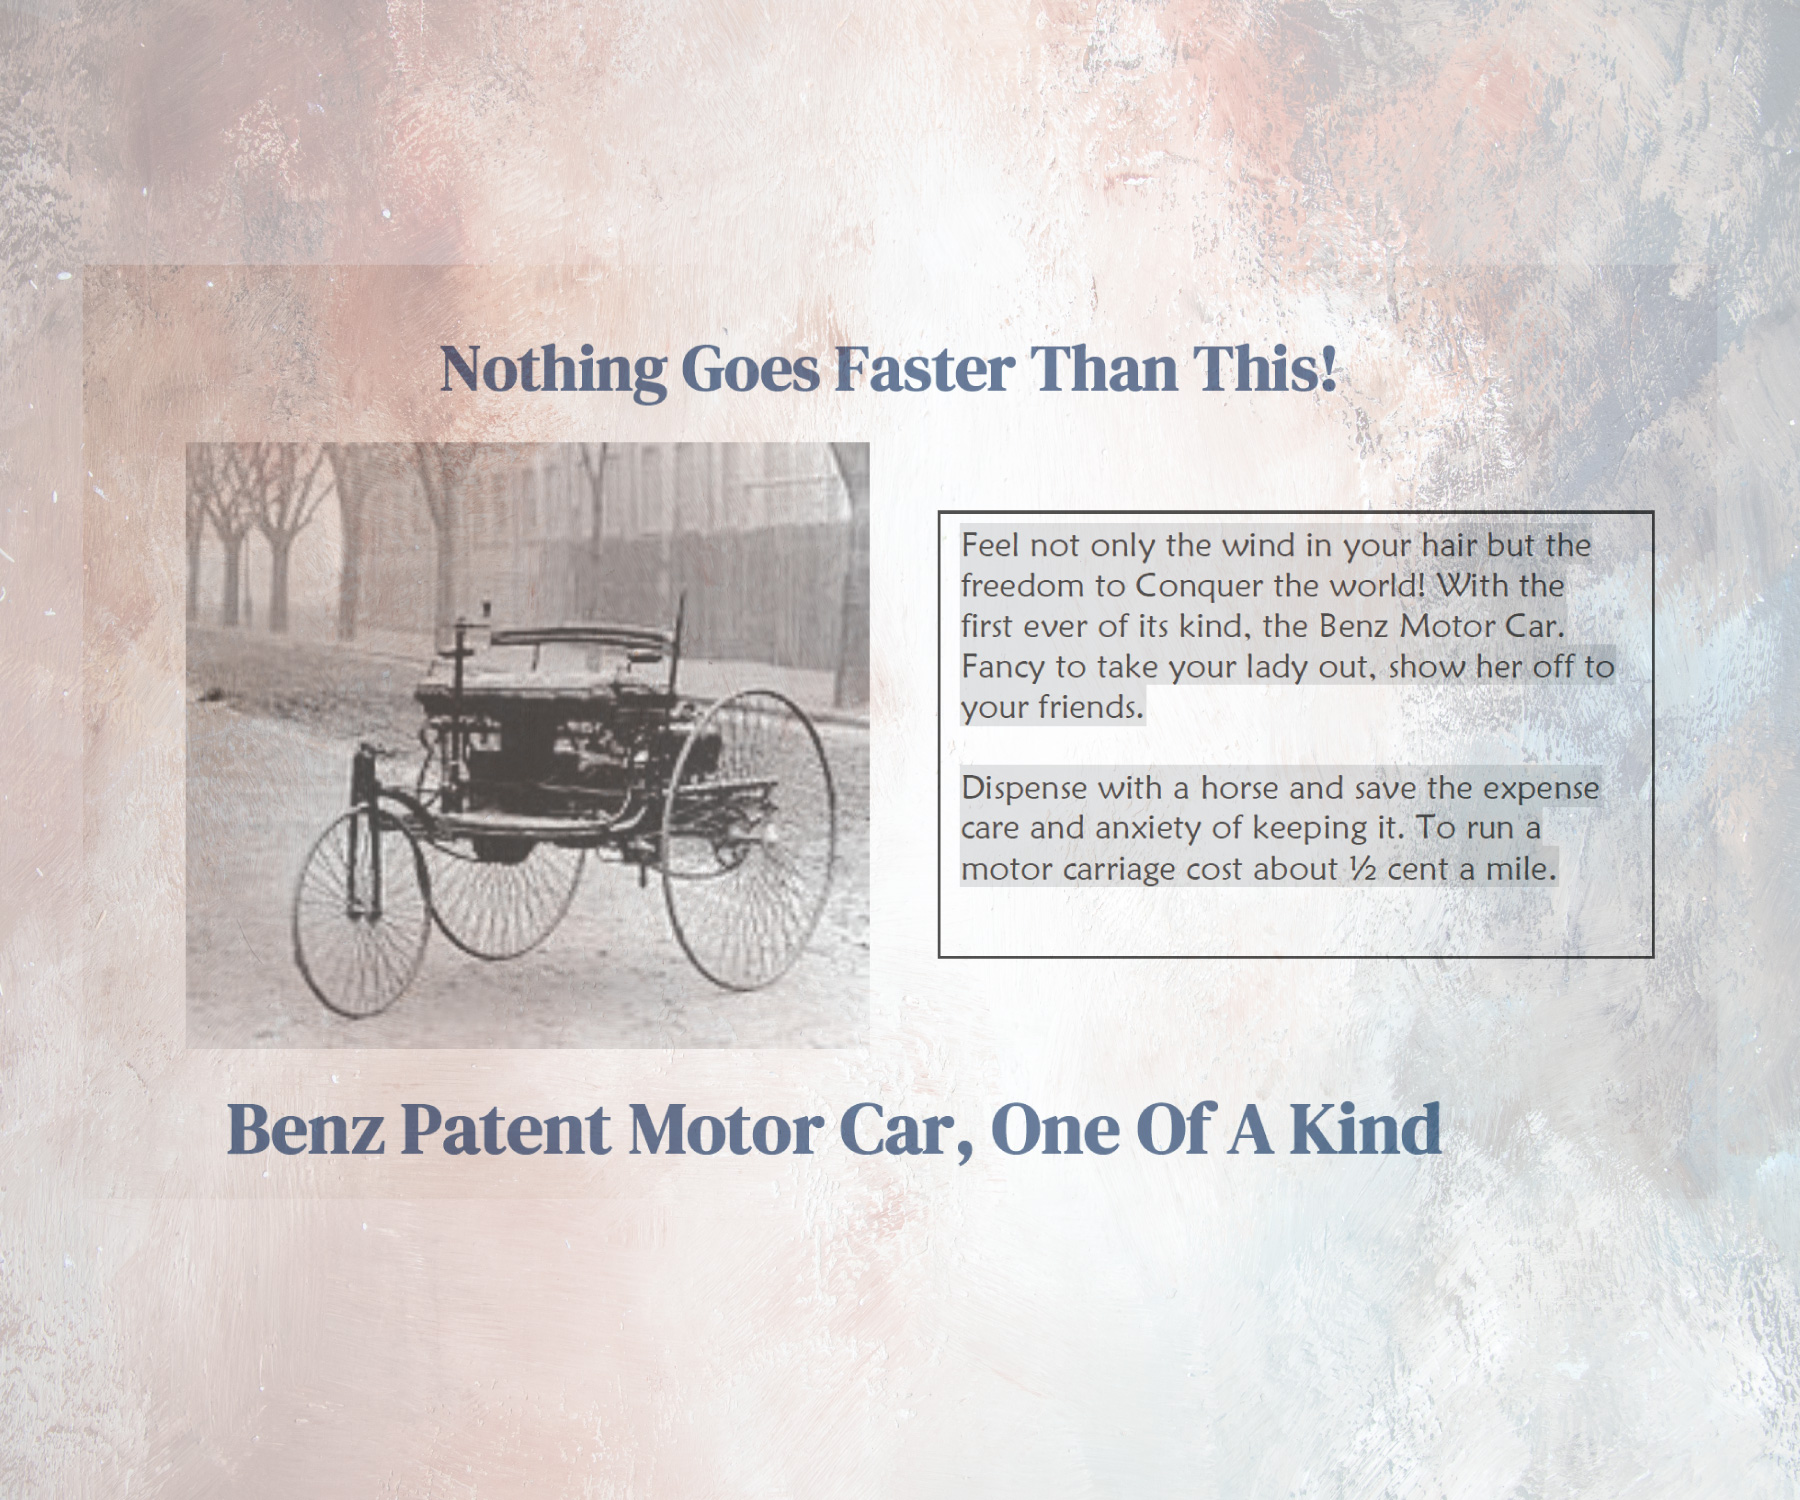 Nothing Goes Faster Than This!
Feel not only the wind in your hair but the
freedom to Conquer the world! With the
first ever of its kind, the Benz Motor Car.
Fancy to take your lady out, show her off to
your friends.
Dispense with a horse and save the expense
care and anxiety of keeping it. To run a
motor carriage cost about ½ cent a mile.
Benz Patent Motor Car, One Of A Kind